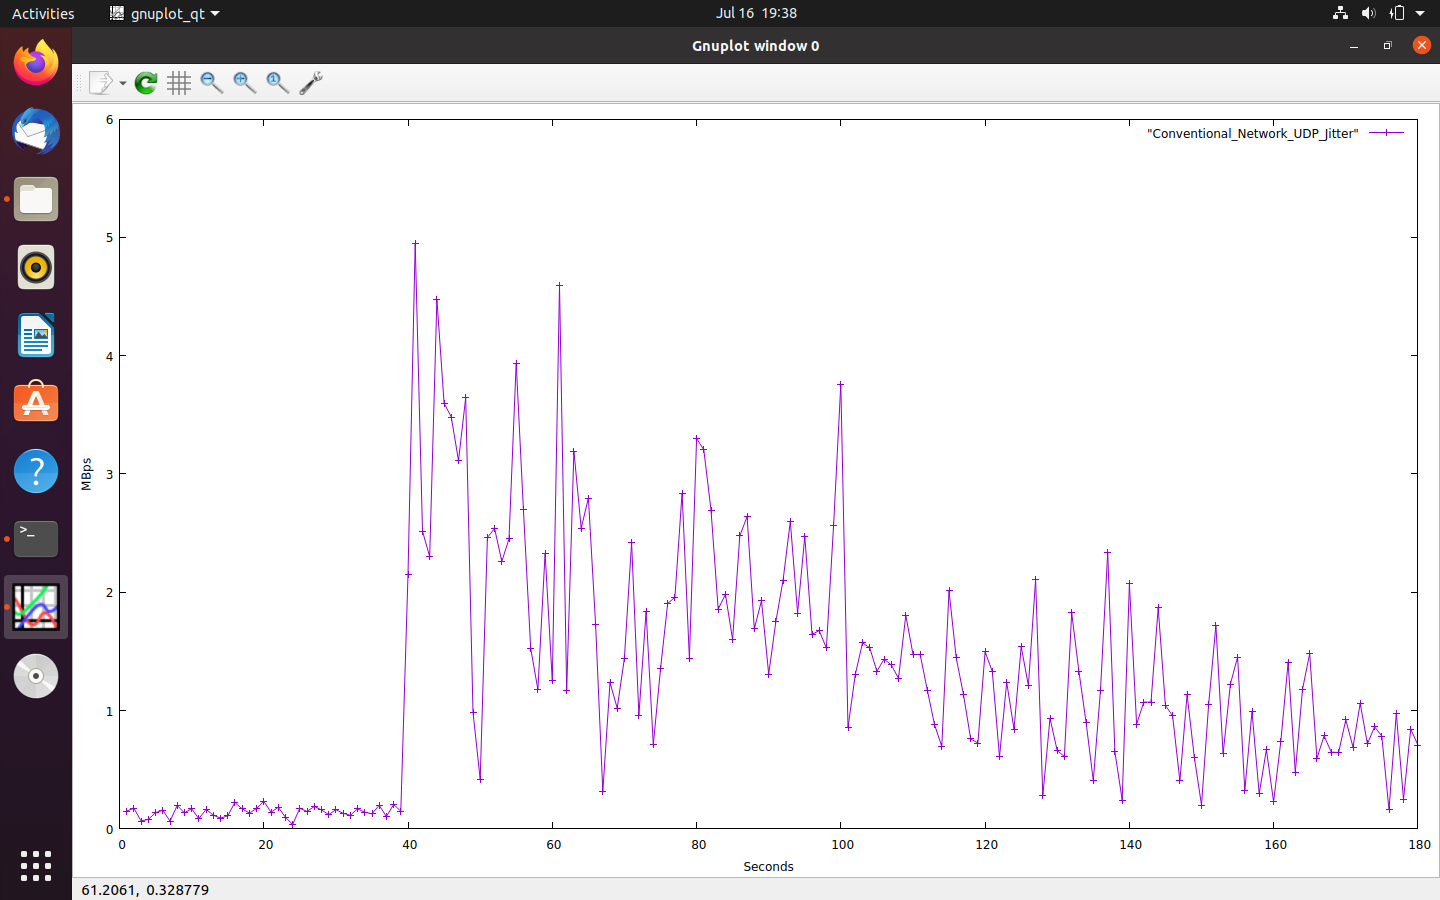 Activities gnuplot_qt Jul 16 19:38
Gnuplot window 0
"Conventional_Network_UDP_Jitter"
6
5
4
3
2
1
0
MBps
0 20 40 60 80 100 120 140 160 180
Seconds
61.2061, 0.328779